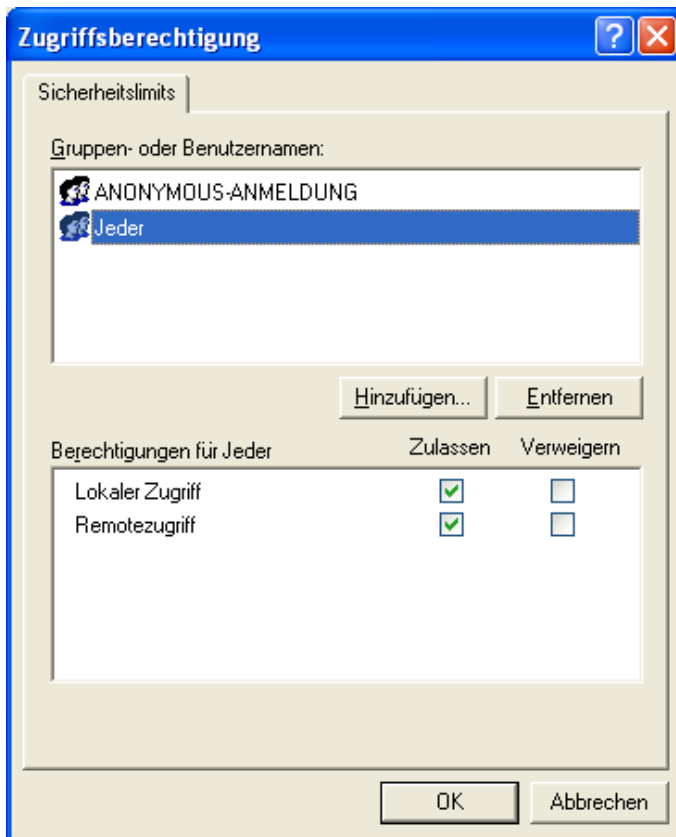 Zugriffsberechtigung
Sicherheitslimits
Gruppen- oder Benutzernamen:
ANONYMOUS-ANMELDUNG
Jeder
Hinzufügen... Entfernen
Berechtigungen für Jeder Zulassen Verweigern
Lokaler Zugriff
Remotezugriff
OK Abbrechen